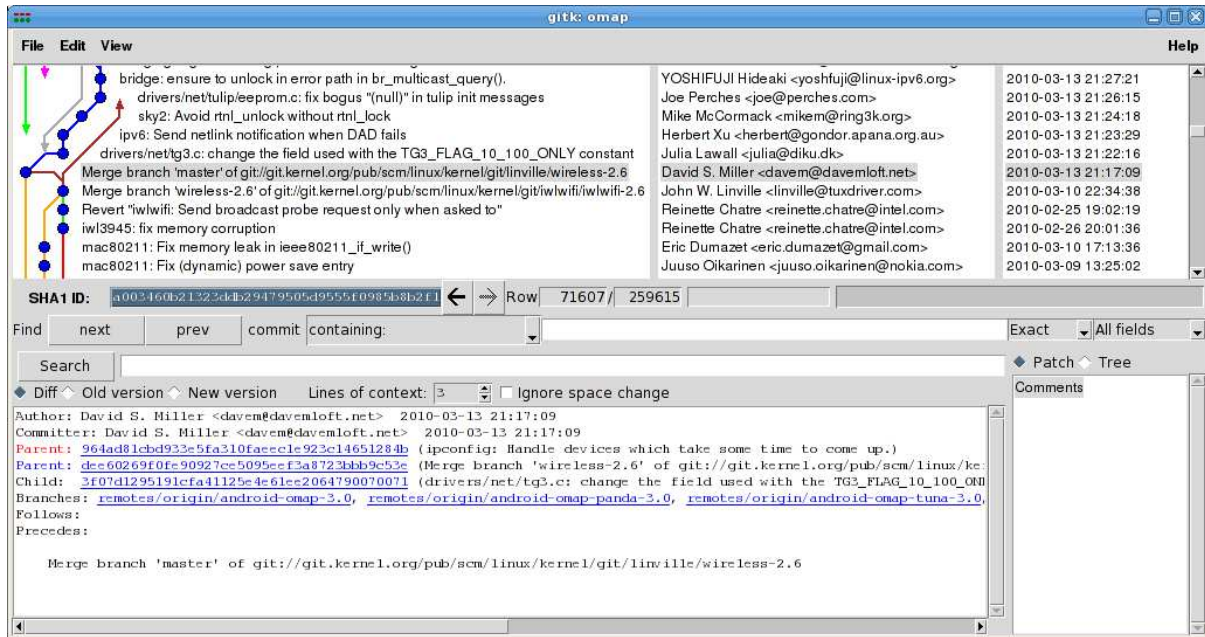 gitk: omap
File Edit View Help
bridge: ensure to unlock in error path in br_multicast_query(). YOSHIFUJI Hideaki <yoshfuji@linux-ipv6.org> 2010-03-13 21:27:21
drivers/net/tulip/eeprom.c: fix bogus "(null)" in tulip init messages Joe Perches <joe@perches.com> 2010-03-13 21:26:15
sky2: Avoid rtnl_unlock without rtnl_lock Mike McCormack <mikem@ring3k.org> 2010-03-13 21:24:18
ipv6: Send netlink notification when DAD fails Herbert Xu <herbert@gondor.apana.org.au> 2010-03-13 21:23:29
drivers/net/tg3.c: change the field used with the TG3_FLAG_10_100_ONLY constant Julia Lawall <julia@diku.dk> 2010-03-13 21:22:16
Merge branch 'master' of git://git.kernel.org/pub/scm/linux/kernel/git/linville/wireless-2.6 David S. Miller <davem@davemloft.net> 2010-03-13 21:17:09
Merge branch 'wireless-2.6' of git://git.kernel.org/pub/scm/linux/kernel/git/iwlwifi/iwlwifi-2.6 John W. Linville <linville@tuxdriver.com> 2010-03-10 22:34:38
Revert "iwlwifi: Send broadcast probe request only when asked to" Reinette Chatre <reinette.chatre@intel.com> 2010-02-25 19:02:19
iwl3945: fix memory corruption Reinette Chatre <reinette.chatre@intel.com> 2010-02-26 20:01:36
mac80211: Fix memory leak in ieee80211_if_write() Eric Dumazet <eric.dumazet@gmail.com> 2010-03-10 17:13:36
mac80211: Fix (dynamic) power save entry Juuso Oikarinen <juuso.oikarinen@nokia.com> 2010-03-09 13:25:02
SHA1 ID: a003460b21323ddb29479505d9555f0985b8b2f1 Row 71607 / 259615
Find next prev commit containing: Exact All fields
Search Patch Tree
Diff Old version New version Lines of context: 3 Ignore space change Comments
Author: David S. Miller <davem@davemloft.net> 2010-03-13 21:17:09
Committer: David S. Miller <davem@davemloft.net> 2010-03-13 21:17:09
Parent: 964ad81cbd933e5fa310faeec1e923c14651284b (ipconfig: Handle devices which take some time to come up.)
Parent: dee60269f0fe90927ce5095eef3a8723bbb9c53e (Merge branch 'wireless-2.6' of git://git.kernel.org/pub/scm/linux/ke
Child: 3f07d1295191cfa41125e4e61ee2064790070071 (drivers/net/tg3.c: change the field used with the TG3_FLAG_10_100_ONL
Branches: remotes/origin/android-omap-3.0, remotes/origin/android-omap-panda-3.0, remotes/origin/android-omap-tuna-3.0,
Follows:
Precedes:
Merge branch 'master' of git://git.kernel.org/pub/scm/linux/kernel/git/linville/wireless-2.6